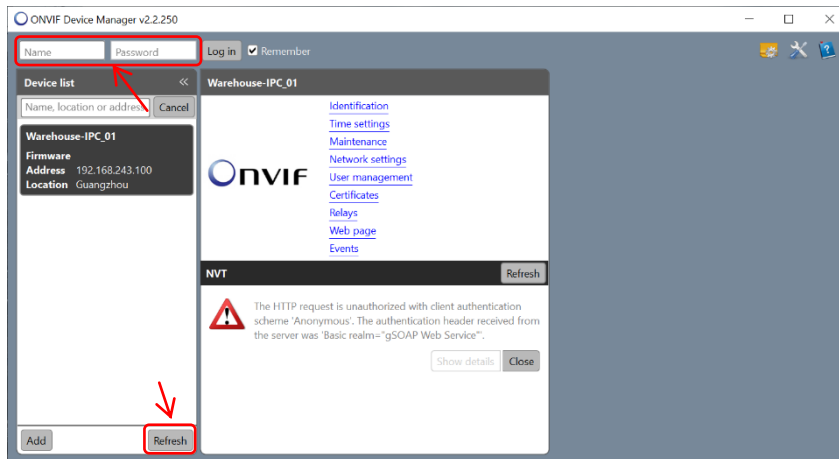 ONVIF Device Manager v2.2.250
Name Password Log in Remember
Device list «
Name, location or address Cancel
Warehouse-IPC_01
Firmware
Address 192.168.243.100
Location Guangzhou
Add Refresh
Warehouse-IPC_01
ONVIF
Identification
Time settings
Maintenance
Network settings
User management
Certificates
Relays
Web page
Events
NVT Refresh
The HTTP request is unauthorized with client authentication
scheme 'Anonymous'. The authentication header received from
the server was 'Basic realm="gSOAP Web Service"'.
Show details Close